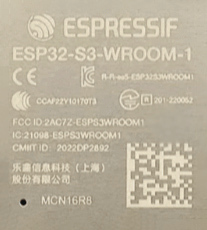 ESPRESSIF
ESP32-S3-WROOM-1
CE R-R-es5-ESP32S3WROOM1
CCAF22Y10170T3 R 201-220052
FCC ID:2AC7Z-ESPS3WROOM1
IC:21098-ESPS3WROOM1
CMIIT ID: 2022DP2892
乐鑫信息科技（上海）
股份有限公司
MCN16R8